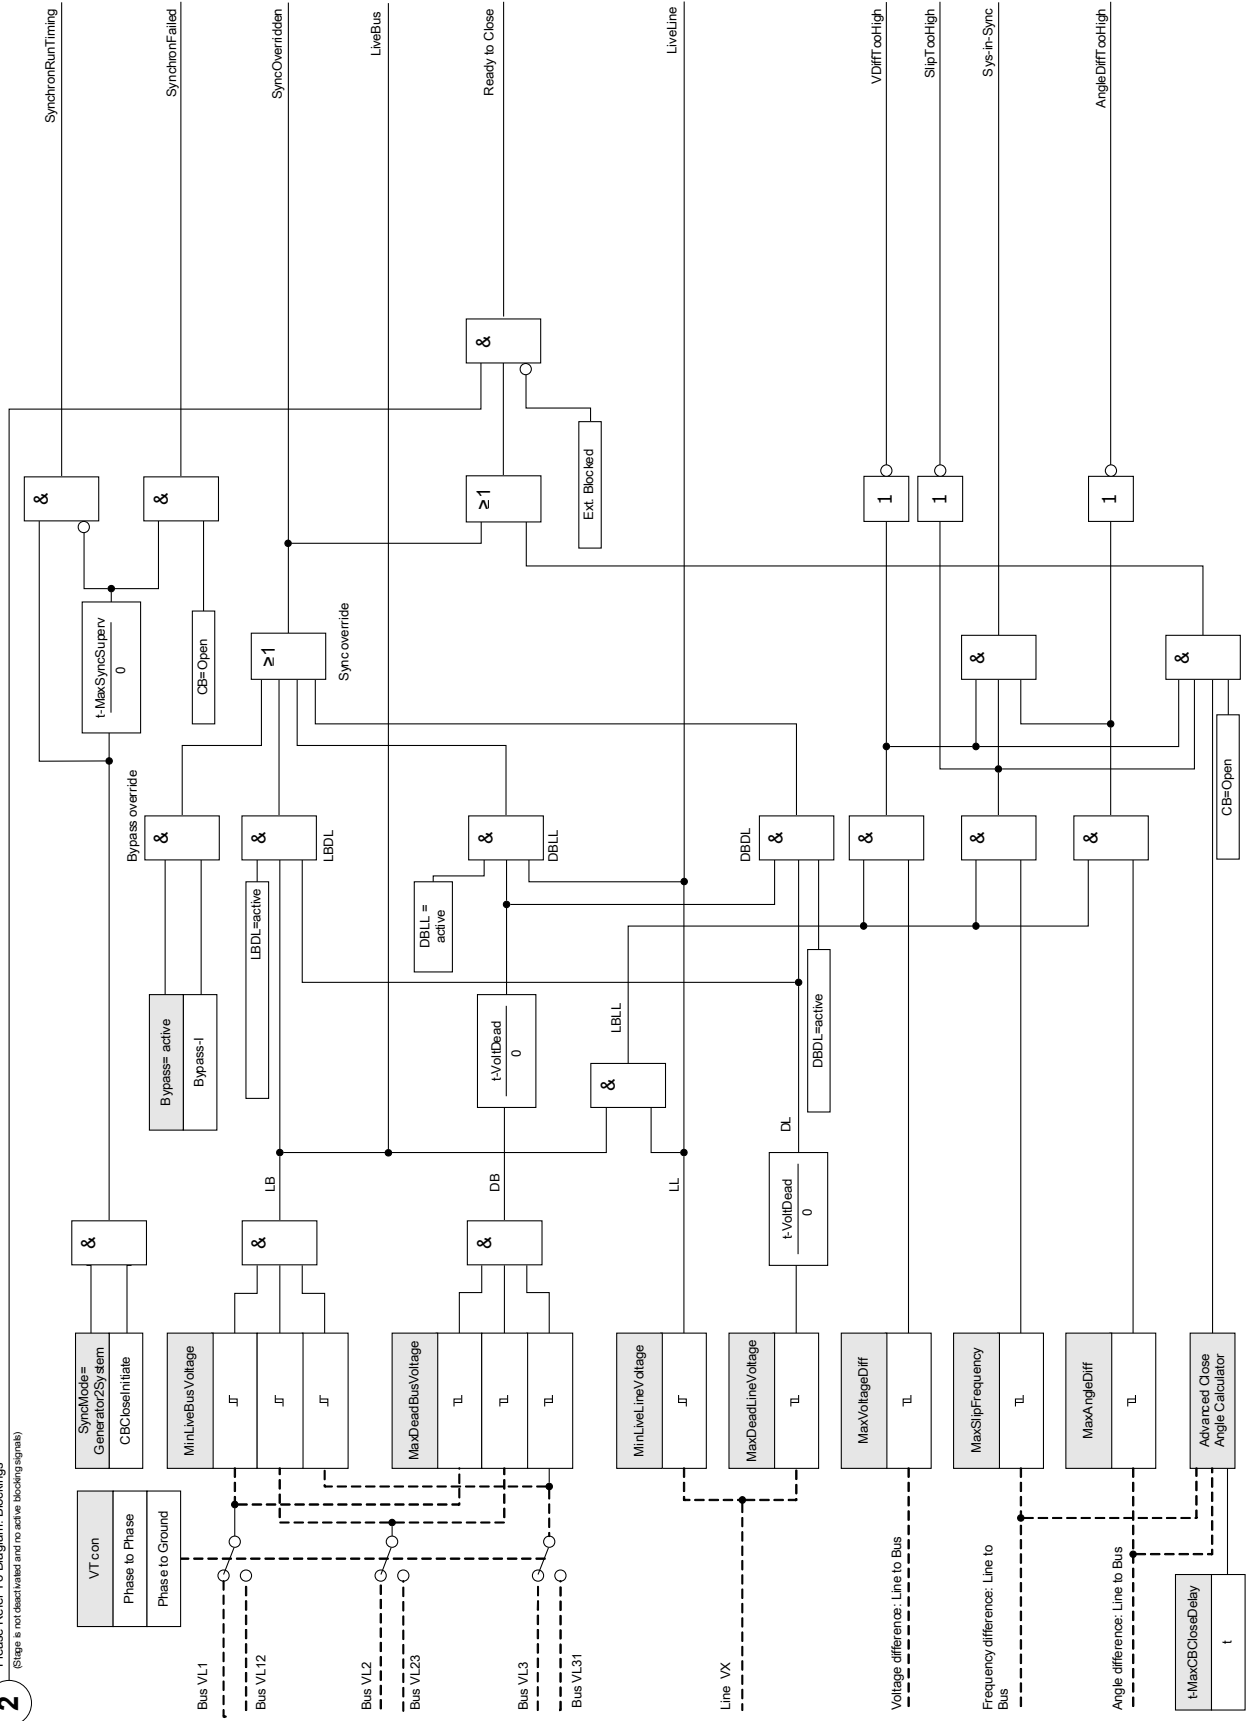 2
(Stage is not deactivated and no active blocking signals)
SynchronRunTiming
SynchronFailed
SyncOverridden
LiveBus
Ready to Close
LiveLine
VDiffTooHigh
SlipTooHigh
Sys-in-Sync
AngleDiffTooHigh
&
&
&
≥1
Ext. Blocked
1
1
1
t-MaxSyncSuperv
0
CB=Open
≥1
Sync override
&
&
CB=Open
Bypass override
&
&
LBDL
&
DBLL
DBDL
&
&
&
&
LBDL=active
DBLL =
active
DBDL=active
Bypass= active
Bypass-I
t-VoltDead
0
LBLL
&
DL
t-VoltDead
0
LB
DB
LL
&
&
&
SyncMode=
Generator2System
CBCloseInitiate
MinLiveBusVoltage
MaxDeadBusVoltage
MinLiveLineVoltage
MaxDeadLineVoltage
MaxVoltageDiff
MaxSlipFrequency
MaxAngleDiff
Advanced Close
Angle Calculator
VT con
Phase to Phase
Phase to Ground
Bus VL1
Bus VL12
Bus VL2
Bus VL23
Bus VL3
Bus VL31
Line VX
Voltage difference: Line to Bus
Frequency difference: Line to
Bus
Angle difference: Line to Bus
t-MaxCBCloseDelay
t